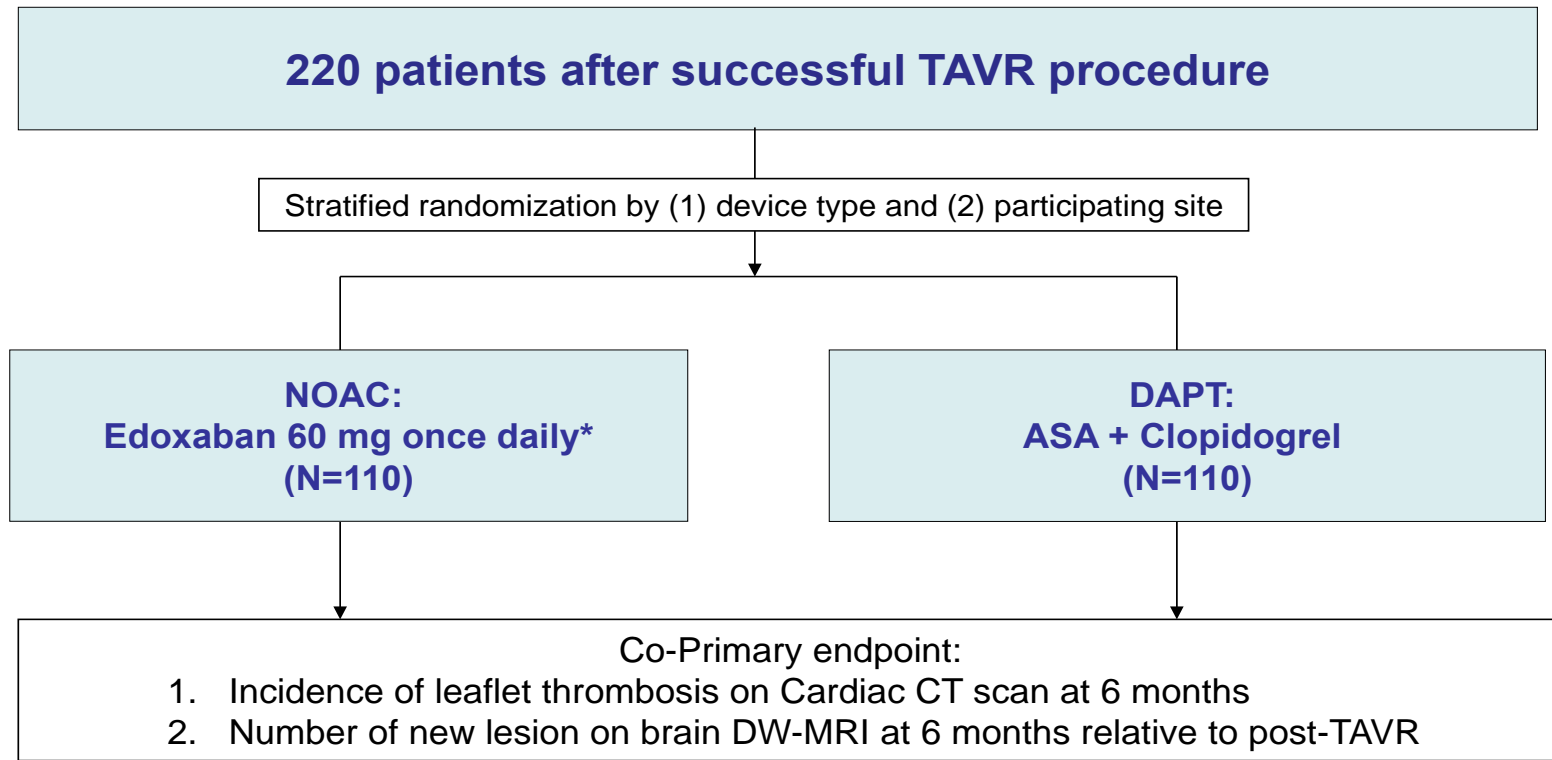 220 patients after successful TAVR procedure
Stratified randomization by (1) device type and (2) participating site
NOAC:
Edoxaban 60 mg once daily*
(N=110)
DAPT:
ASA + Clopidogrel
(N=110)
Co-Primary endpoint:
1. Incidence of leaflet thrombosis on Cardiac CT scan at 6 months
2. Number of new lesion on brain DW-MRI at 6 months relative to post-TAVR